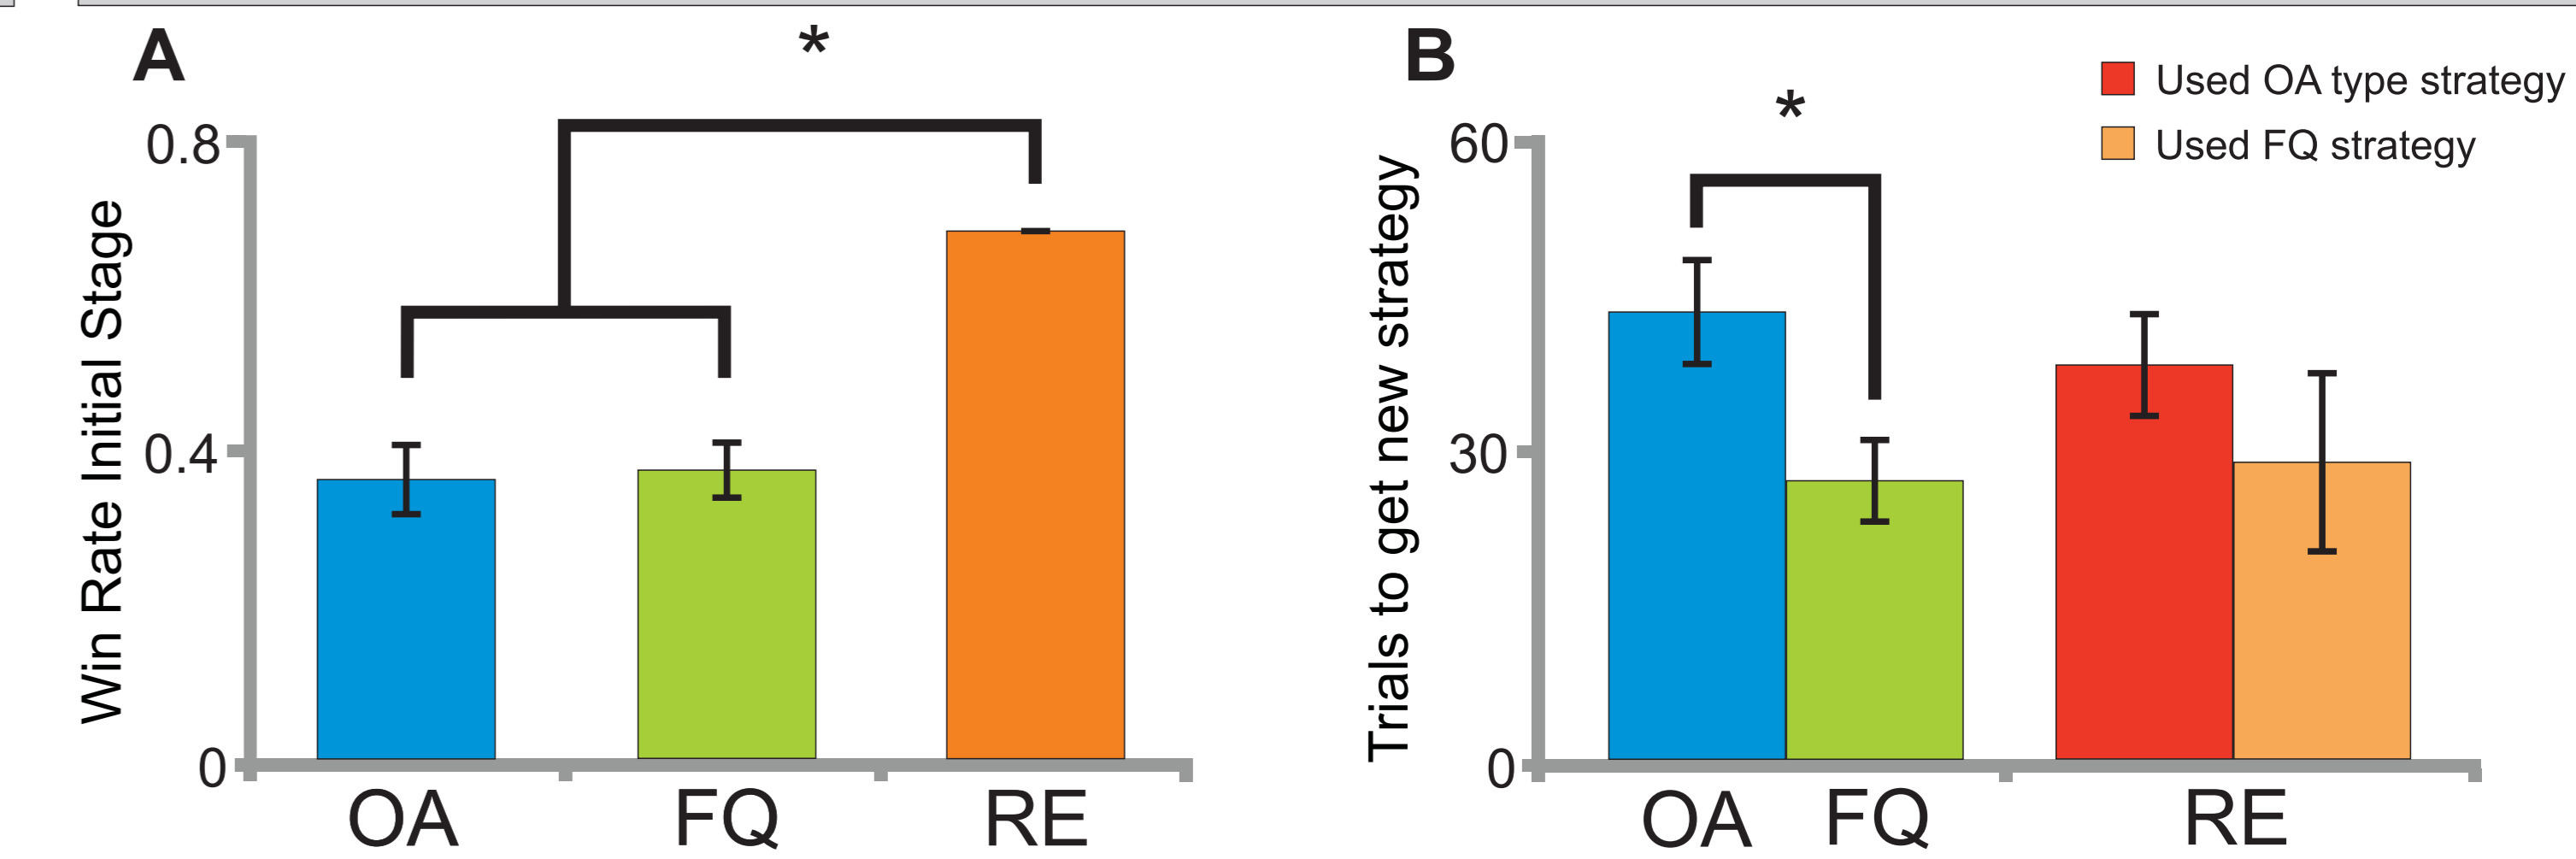 A
*
0.8
0.4
0
Win Rate Initial Stage
OA
FQ
RE
B
*
60
30
0
Trials to get new strategy
Used OA type strategy
Used FQ strategy
OA
FQ
RE